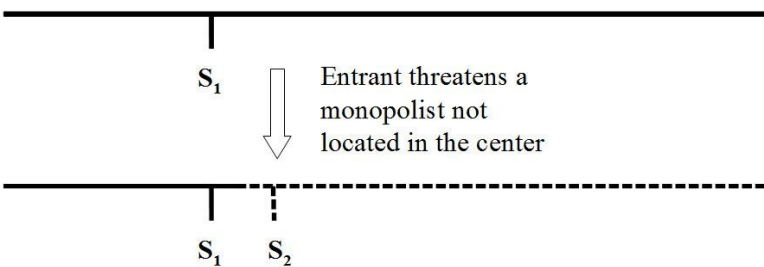 S1
Entrant threatens a
monopolist not
located in the center
S1 S2